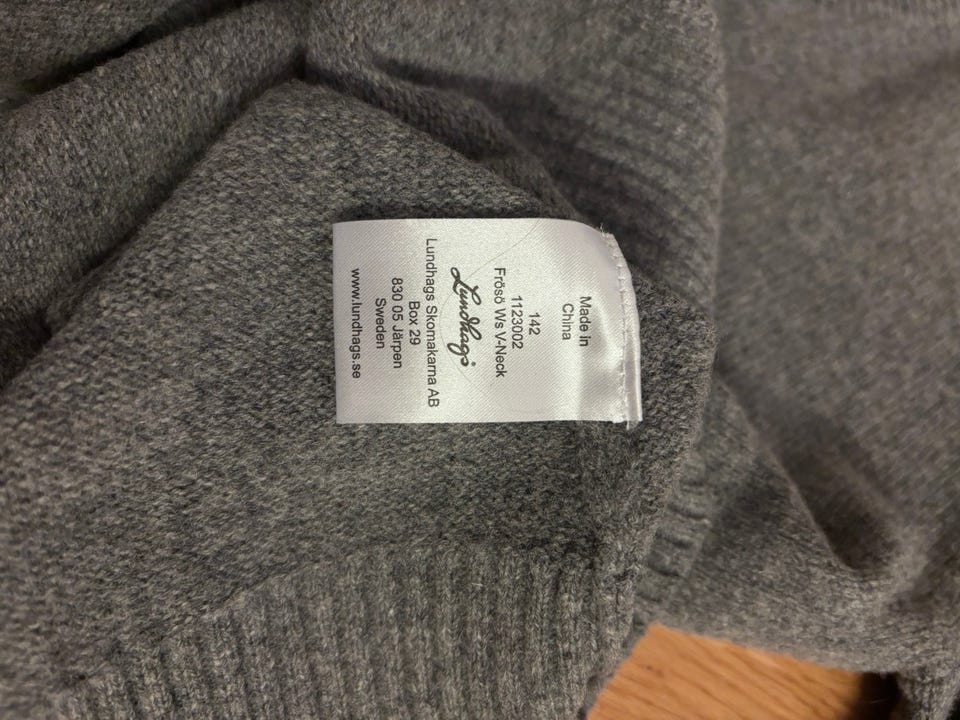 Made in
China
142
1123002
Frösö Ws V-Neck
Lundhags
Lundhags Skomakarna AB
Box 29
830 05 Järpen
Sweden
www.lundhags.se